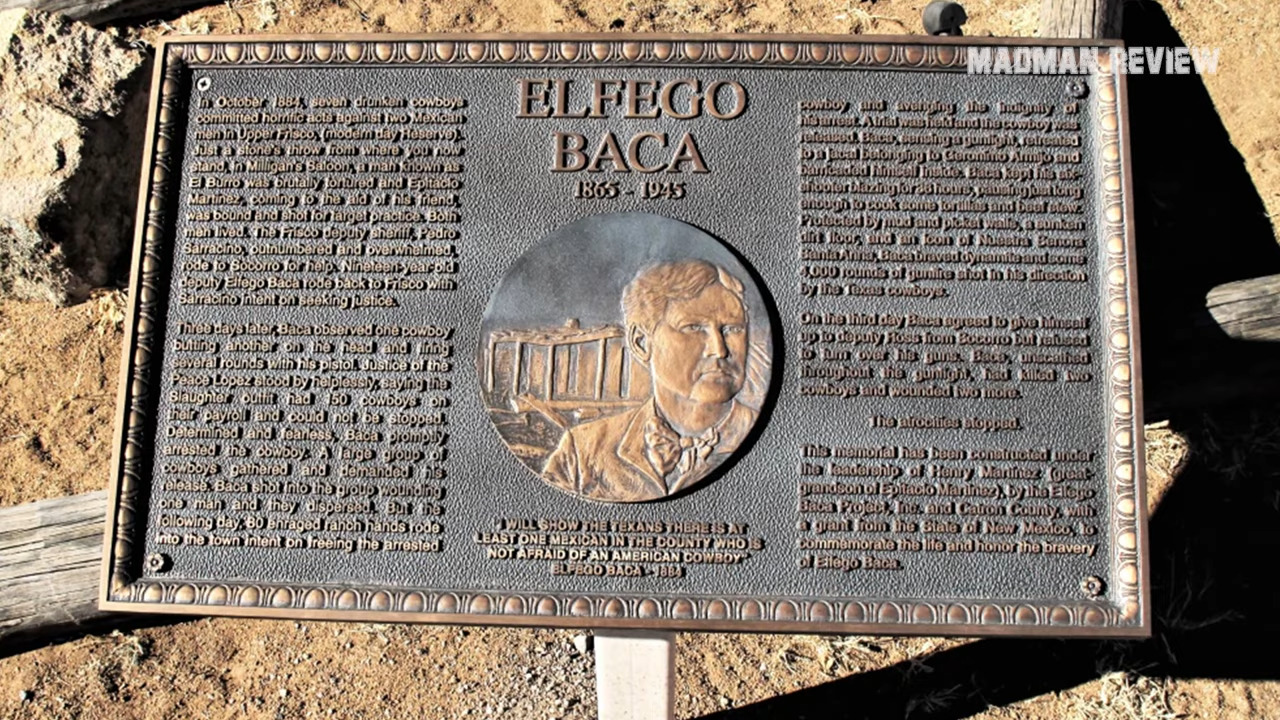 MADMAN REVIEW
ELFEGO
BACA
1865 - 1945
In October 1884, seven drunken cowboys
committed horrific acts against two Mexican
men in Upper Frisco, (modern day Reserve).
Just a stone's throw from where you now
stand, in Milligan's Saloon, a man known as
El Burro was brutally tortured and Epitacio
Martinez, coming to the aid of his friend,
was bound and shot for target practice. Both
men lived. The Frisco deputy sheriff, Pedro
Sarracino, outnumbered and overwhelmed,
rode to Socorro for help. Nineteen-year-old
deputy Elfego Baca rode back to Frisco with
Sarracino intent on seeking justice.
Three days later, Baca observed one cowboy
butting another on the head and firing
several rounds with his pistol. Justice of the
Peace Lopez stood by helplessly, saying the
Slaughter outfit had 150 cowboys on
their payroll and could not be stopped.
Determined and fearless, Baca promptly
arrested the cowboy. A large group of
cowboys gathered and demanded his
release. Baca shot into the group wounding
one man and they dispersed. But the
following day, 80 enraged ranch hands rode
into the town intent on freeing the arrested
"I WILL SHOW THE TEXANS THERE IS AT
LEAST ONE MEXICAN IN THE COUNTY WHO IS
NOT AFRAID OF AN AMERICAN COWBOY"
ELFEGO BACA - 1884
cowboy and avenging the indignity of
his arrest. A trial was held and the cowboy was
released. Baca, sensing a gunfight, retreated
to a jacal belonging to Geronimo Armijo and
barricaded himself inside. Baca kept his six-
shooter blazing for 36 hours, pausing just long
enough to cook some tortillas and beef stew.
Protected by mud and picket walls, a sunken
dirt floor, and an icon of Nuestra Senora
Santa Ana, Baca braved dynamite and some
,000 pounds of gunfire shot in his direction
by the Texas cowboys.
On the third day Baca agreed to give himself
up to deputy Ross from Socorro but refused
to turn over his guns. Baca, unscathed
throughout the gunfight, had killed two
cowboys and wounded two more.
The atrocities stopped.
This memorial has been constructed under
the leadership of Henry Martinez (great-
grandson of Epitacio Martinez), by the Elfego
Baca Project, Inc. and Catron County, with
a grant from the State of New Mexico, to
commemorate the life and honor the bravery
of Elfego Baca.